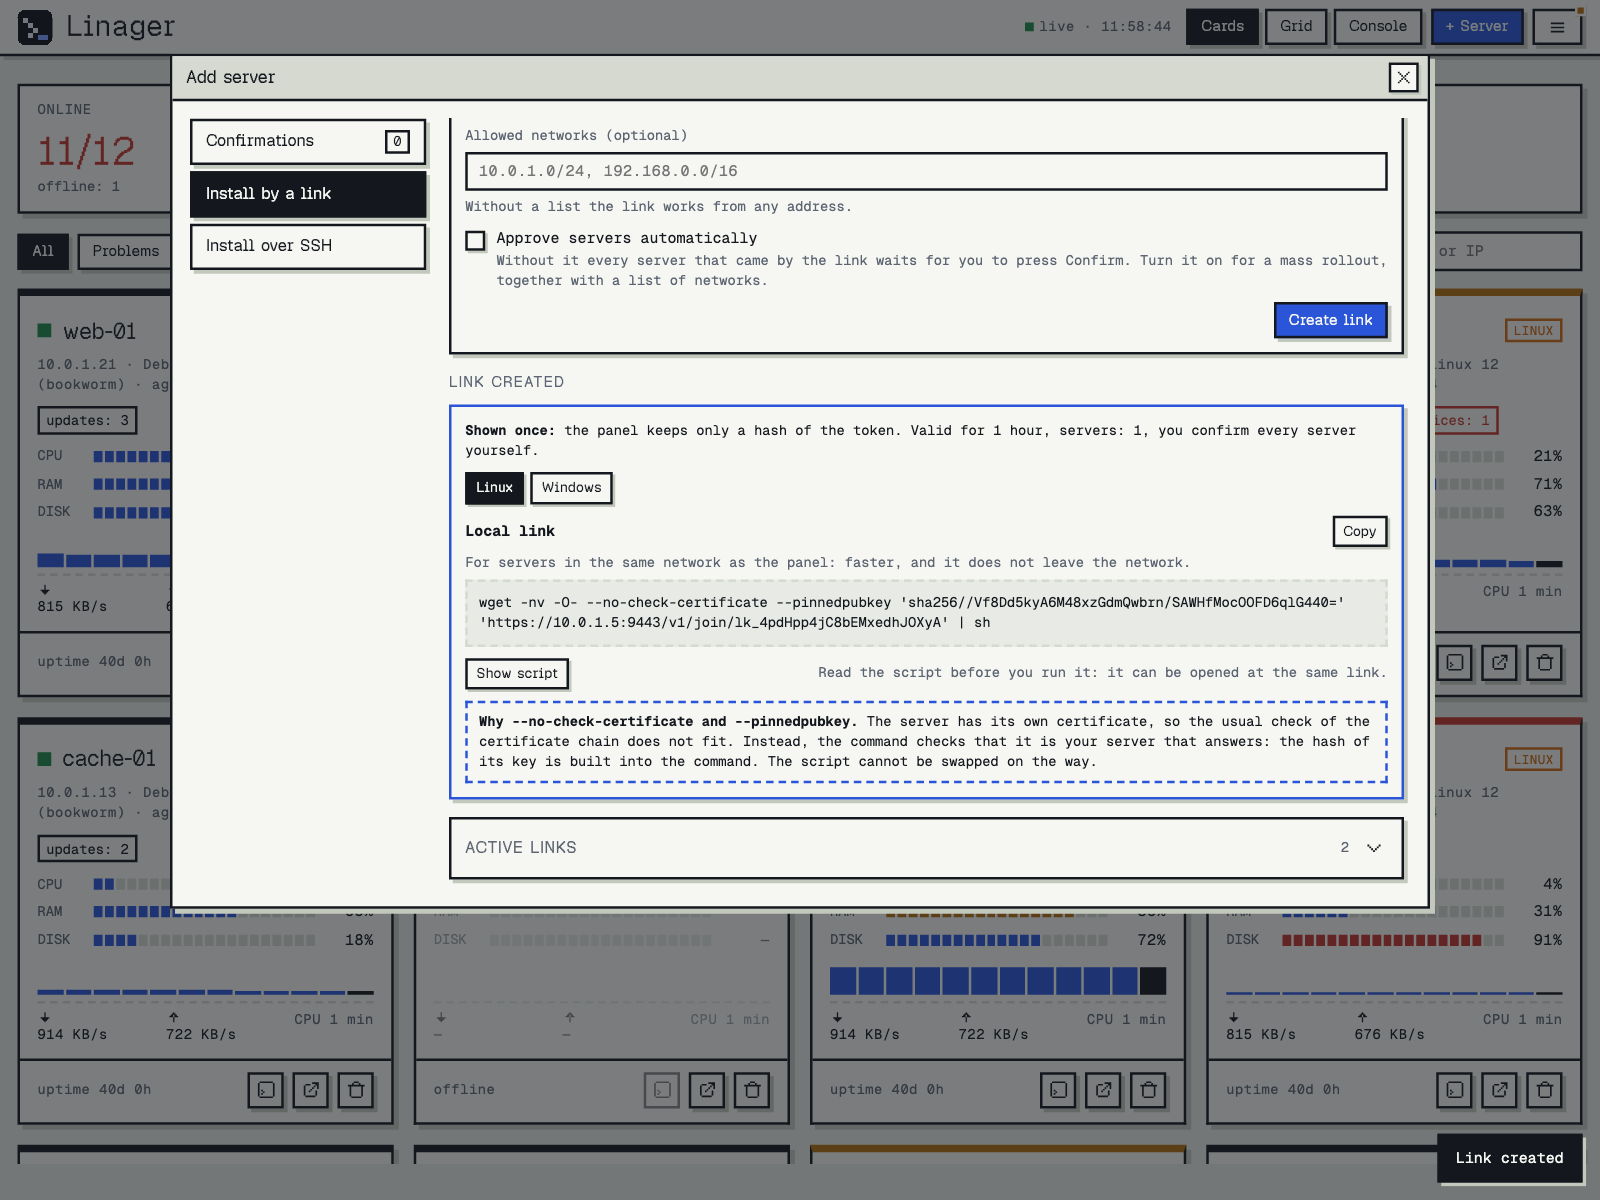 Linager
live · 11:58:44
Cards
Grid
Console
+ Server
Add server
ONLINE
11/12
offline: 1
All
Problems
or IP
Confirmations 0
Install by a link
Install over SSH
Allowed networks (optional)
10.0.1.0/24, 192.168.0.0/16
Without a list the link works from any address.
Approve servers automatically
Without it every server that came by the link waits for you to press Confirm. Turn it on for a mass rollout,
together with a list of networks.
Create link
LINK CREATED
Shown once: the panel keeps only a hash of the token. Valid for 1 hour, servers: 1, you confirm every server
yourself.
Linux
Windows
Local link
Copy
For servers in the same network as the panel: faster, and it does not leave the network.
wget -nv -O- --no-check-certificate --pinnedpubkey 'sha256//Vf8Dd5kyA6M48xzGdmQwbrn/SAWHfMocOOFD6qlG440='
'https://10.0.1.5:9443/v1/join/lk_4pdHpp4jC8bEMxedhJOXyA' | sh
Show script
Read the script before you run it: it can be opened at the same link.
Why --no-check-certificate and --pinnedpubkey. The server has its own certificate, so the usual check of the
certificate chain does not fit. Instead, the command checks that it is your server that answers: the hash of
its key is built into the command. The script cannot be swapped on the way.
ACTIVE LINKS 2
web-01
10.0.1.21 · Deb
(bookworm) · ag
updates: 3
CPU
RAM
DISK
815 KB/s
uptime 40d 0h
LINUX
inux 12
ices: 1
21%
71%
63%
CPU 1 min
cache-01
10.0.1.13 · Deb
(bookworm) · ag
updates: 2
CPU
RAM
DISK 18%
914 KB/s
722 KB/s
CPU 1 min
uptime 40d 0h
DISK —
—
—
CPU 1 min
offline
DISK 72%
914 KB/s
722 KB/s
CPU 1 min
uptime 40d 0h
LINUX
inux 12
4%
31%
DISK 91%
815 KB/s
676 KB/s
CPU 1 min
uptime 40d 0h
Link created